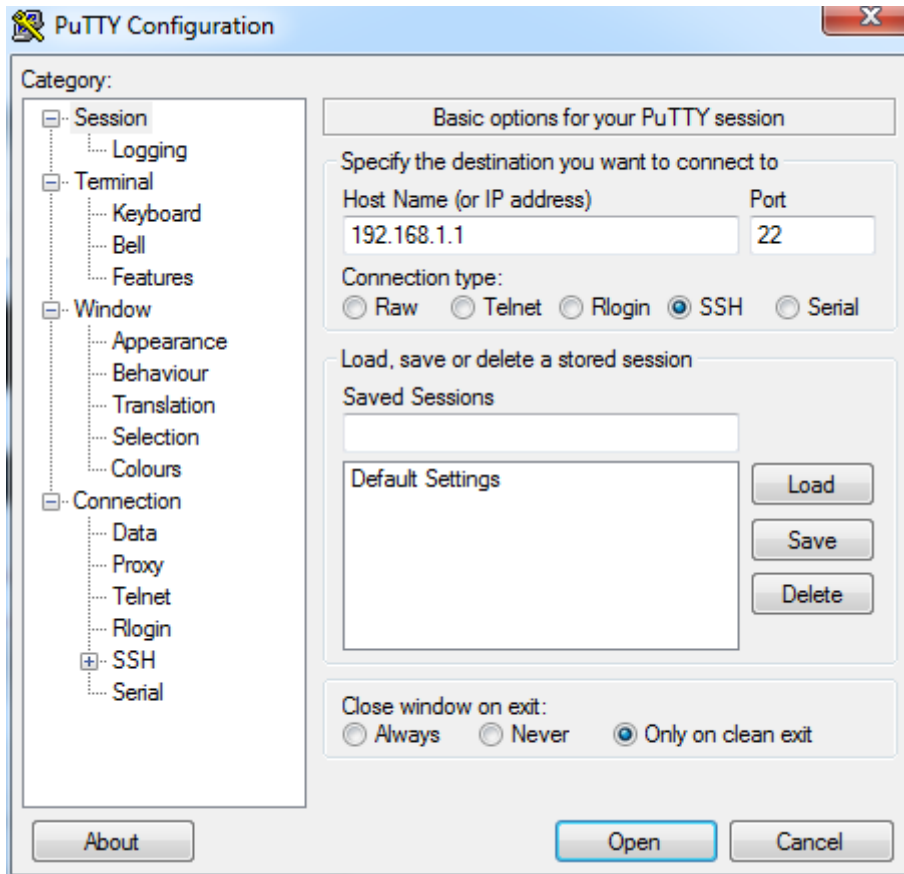 PuTTY Configuration
Category:
Session
Logging
Terminal
Keyboard
Bell
Features
Window
Appearance
Behaviour
Translation
Selection
Colours
Connection
Data
Proxy
Telnet
Rlogin
SSH
Serial
Basic options for your PuTTY session
Specify the destination you want to connect to
Host Name (or IP address) Port
192.168.1.1 22
Connection type:
Raw Telnet Rlogin SSH Serial
Load, save or delete a stored session
Saved Sessions
Default Settings
Load
Save
Delete
Close window on exit:
Always Never Only on clean exit
About Open Cancel